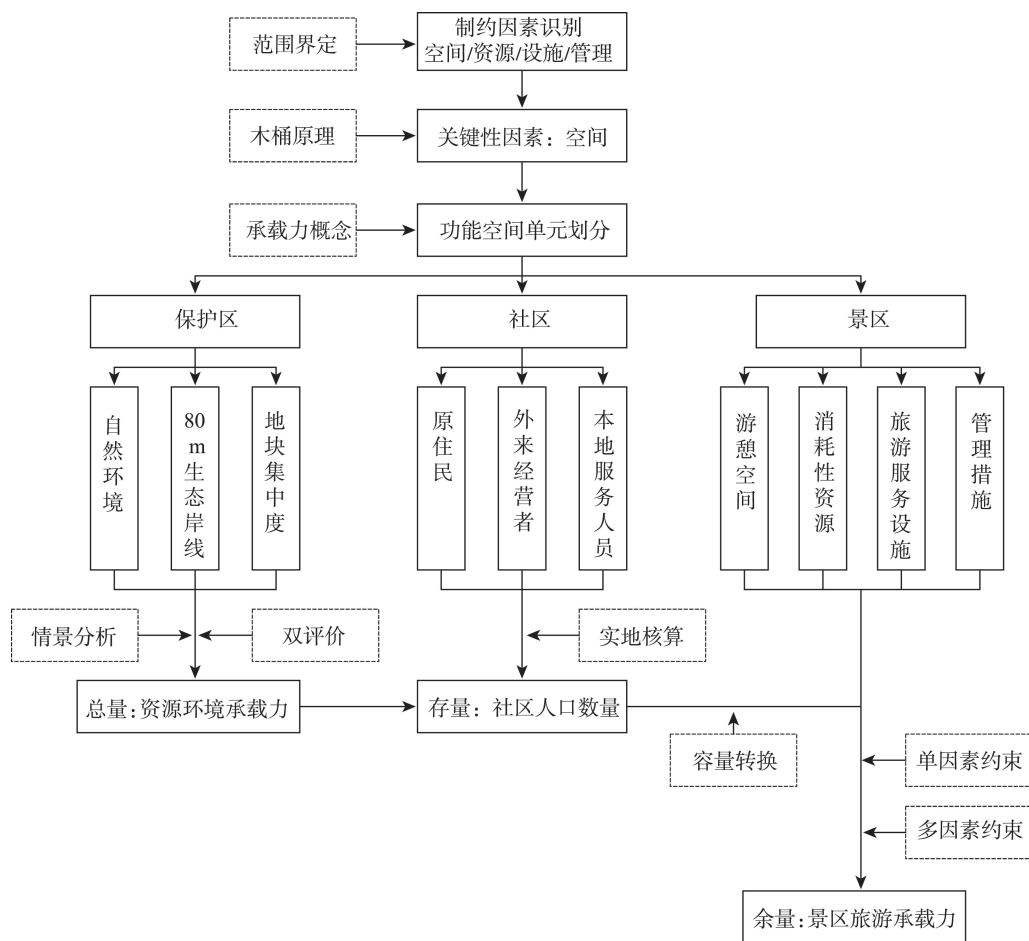 范围界定
制约因素识别
空间/资源/设施/管理
木桶原理
关键性因素：空间
承载力概念
功能空间单元划分
保护区
社区
景区
自然环境
80m生态岸线
地块集中度
原住民
外来经营者
本地服务人员
游憩空间
消耗性资源
旅游服务设施
管理措施
情景分析
双评价
实地核算
总量：资源环境承载力
存量：社区人口数量
容量转换
单因素约束
多因素约束
余量：景区旅游承载力